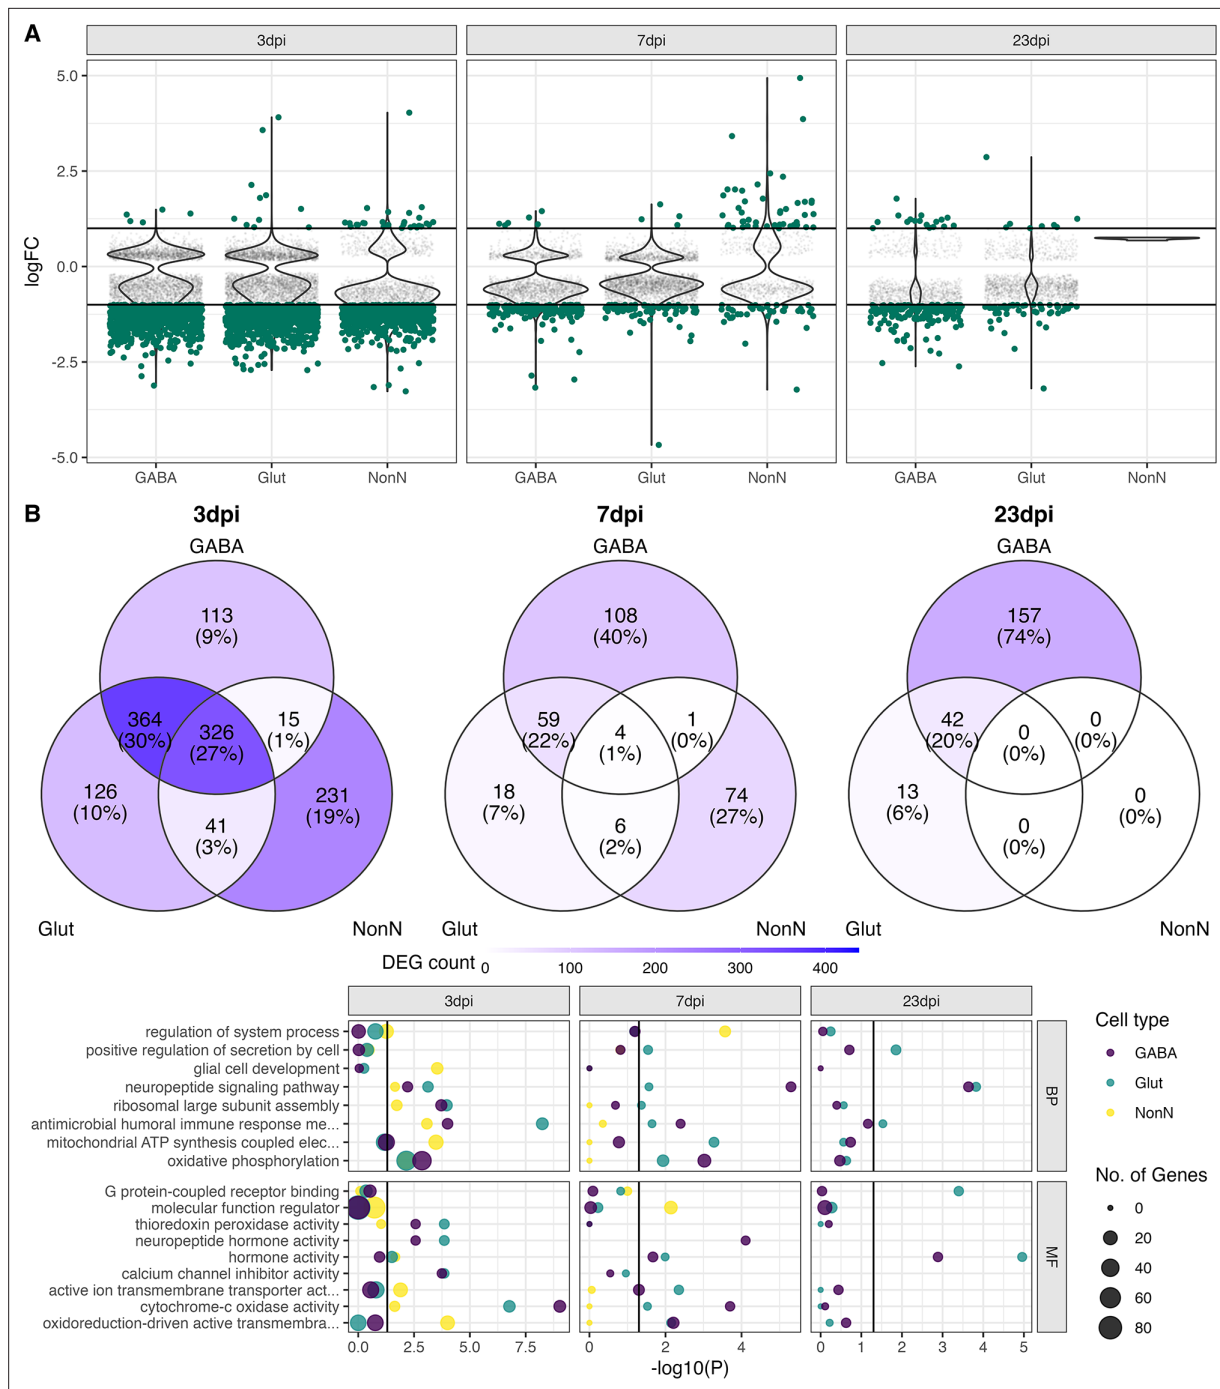 A
3dpi 7dpi 23dpi
logFC
5.0
2.5
0.0
-2.5
-5.0
GABA Glut NonN GABA Glut NonN GABA Glut NonN
B
3dpi 7dpi 23dpi
GABA GABA GABA
113 108 157
(9%) (40%) (74%)
364 326 15 59 4 1 42 0 0
(30%) (27%) (1%) (22%) (1%) (0%) (20%) (0%) (0%)
126 231 18 74 13 0
(10%) (19%) (7%) (27%) (6%) (0%)
41 6 0
(3%) (2%) (0%)
Glut NonN Glut NonN Glut NonN
DEG count 0 100 200 300 400
3dpi 7dpi 23dpi
regulation of system process
positive regulation of secretion by cell
glial cell development
neuropeptide signaling pathway
ribosomal large subunit assembly
antimicrobial humoral immune response me...
mitochondrial ATP synthesis coupled elec...
oxidative phosphorylation
BP
G protein-coupled receptor binding
molecular function regulator
thioredoxin peroxidase activity
neuropeptide hormone activity
hormone activity
calcium channel inhibitor activity
active ion transmembrane transporter act...
cytochrome-c oxidase activity
oxidoreduction-driven active transmembra...
MF
0.0 2.5 5.0 7.5 0 2 4 0 1 2 3 4 5
-log10(P)
Cell type
GABA
Glut
NonN
No. of Genes
0
20
40
60
80